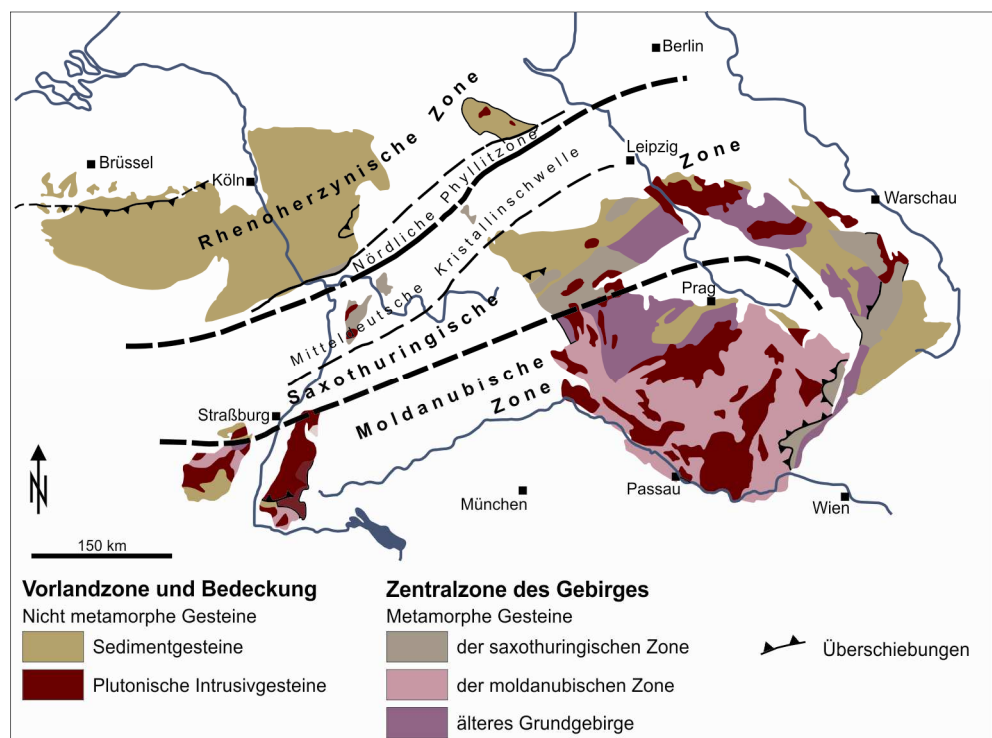 Berlin
Rhenoherzynische Zone
Nördliche Phyllitzone
Leipzig
Zone
Brüssel
Köln
Warschau
Mitteldeutsche Kristallinschwelle
Prag
Saxothuringische
Moldanubische
Zone
Straßburg
München
Passau
Wien
N
150 km
Vorlandzone und Bedeckung
Nicht metamorphe Gesteine
Sedimentgesteine
Plutonische Intrusivgesteine
Zentralzone des Gebirges
Metamorphe Gesteine
der saxothuringischen Zone
der moldanubischen Zone
älteres Grundgebirge
Überschiebungen